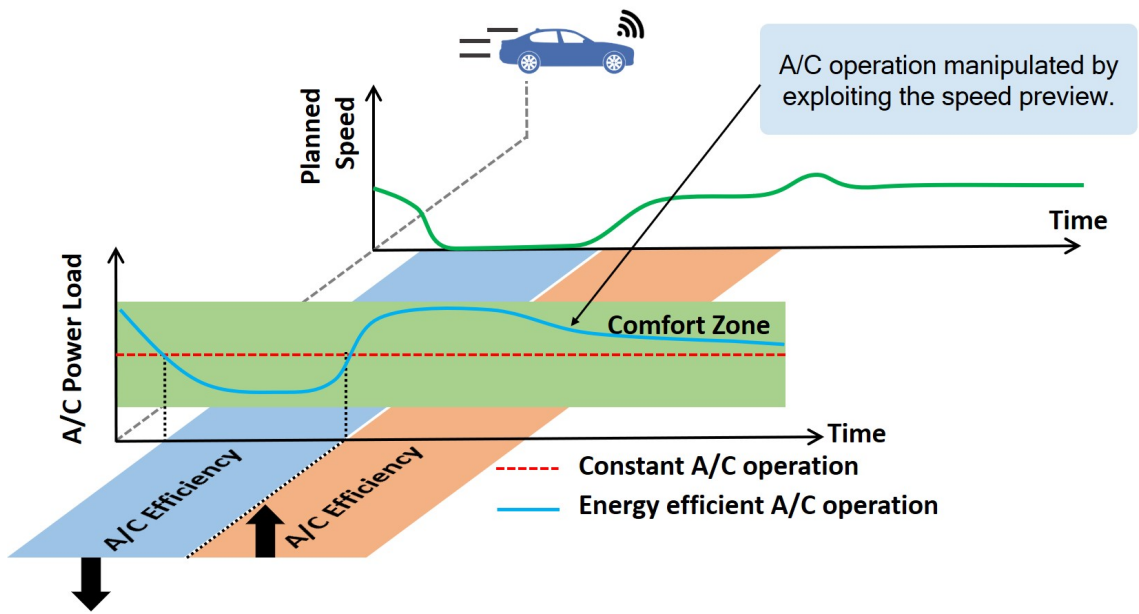 A/C operation manipulated by
exploiting the speed preview.
Planned
Speed
Time
A/C Power Load
Comfort Zone
Time
A/C Efficiency
A/C Efficiency
Constant A/C operation
Energy efficient A/C operation